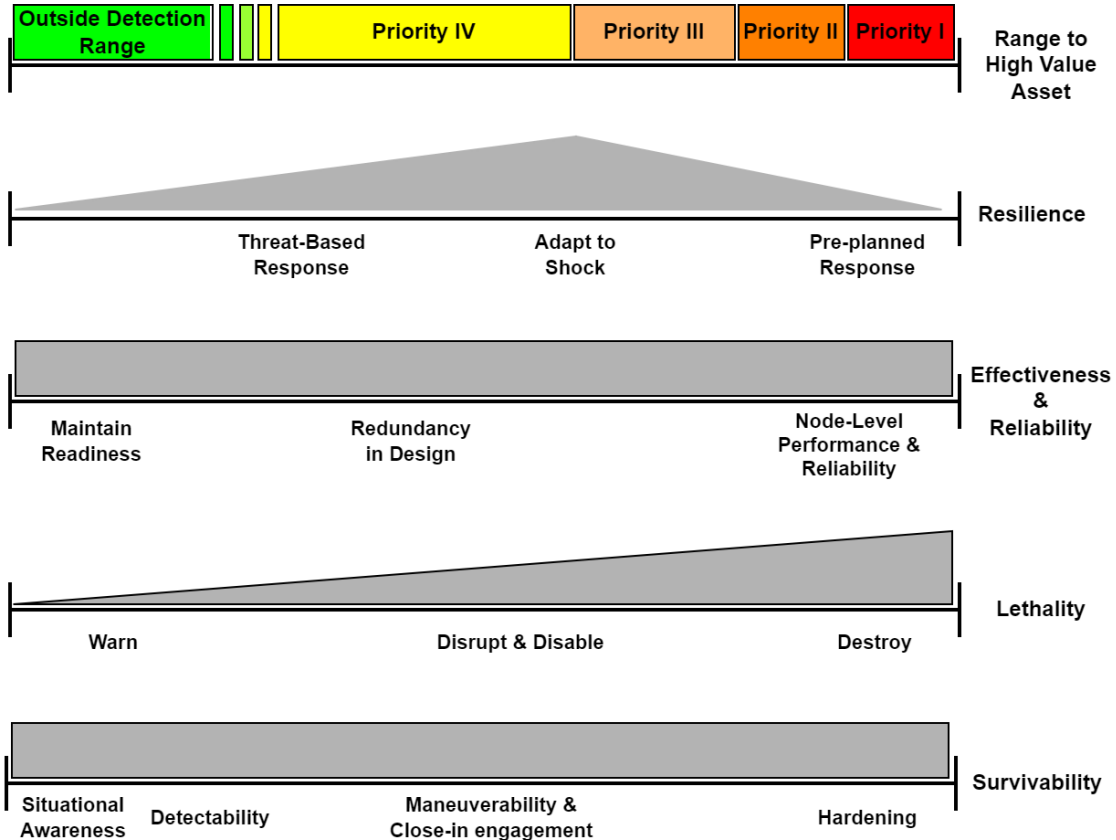 Outside Detection
Range
Priority IV
Priority III
Priority II
Priority I
Range to
High Value
Asset
Resilience
Threat-Based
Response
Adapt to
Shock
Pre-planned
Response
Effectiveness
&
Reliability
Maintain
Readiness
Redundancy
in Design
Node-Level
Performance &
Reliability
Lethality
Warn
Disrupt & Disable
Destroy
Survivability
Situational
Awareness
Detectability
Maneuverability &
Close-in engagement
Hardening